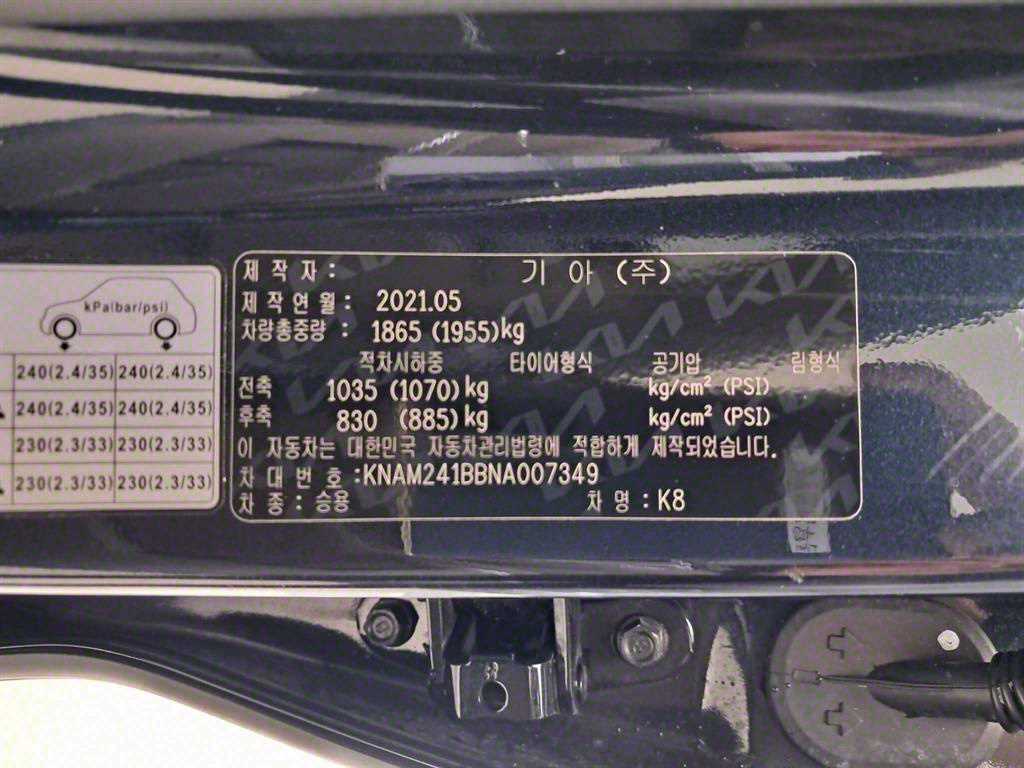 kPa(bar/psi)
240(2.4/35) 240(2.4/35)
240(2.4/35) 240(2.4/35)
230(2.3/33) 230(2.3/33)
230(2.3/33) 230(2.3/33)
제작자 : 기아(주)
제작연월 : 2021.05
차량총중량 : 1865 (1955)kg
적차시하중 타이어형식 공기압 림형식
전축 1035 (1070)kg kg/cm² (PSI)
후축 830 (885)kg kg/cm² (PSI)
이 자동차는 대한민국 자동차관리법령에 적합하게 제작되었습니다.
차대번호 :KNAM241BBNA007349
차종 : 승용 차명 : K8